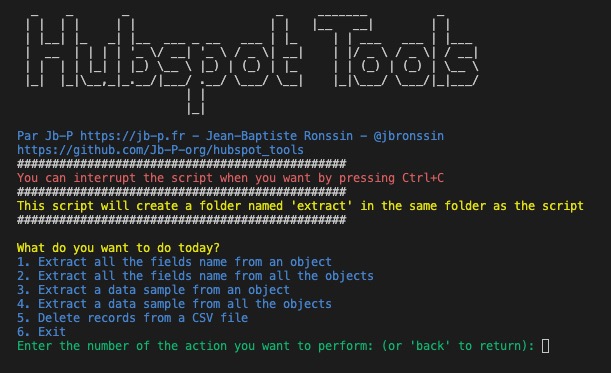 Hubspot Tools
Par Jb-P https://jb-p.fr - Jean-Baptiste Ronssin - @jbronssin
https://github.com/Jb-P-org/hubspot_tools
###############################################
You can interrupt the script when you want by pressing Ctrl+C
###############################################
This script will create a folder named 'extract' in the same folder as the script
###############################################
What do you want to do today?
1. Extract all the fields name from an object
2. Extract all the fields name from all the objects
3. Extract a data sample from an object
4. Extract a data sample from all the objects
5. Delete records from a CSV file
6. Exit
Enter the number of the action you want to perform: (or 'back' to return):